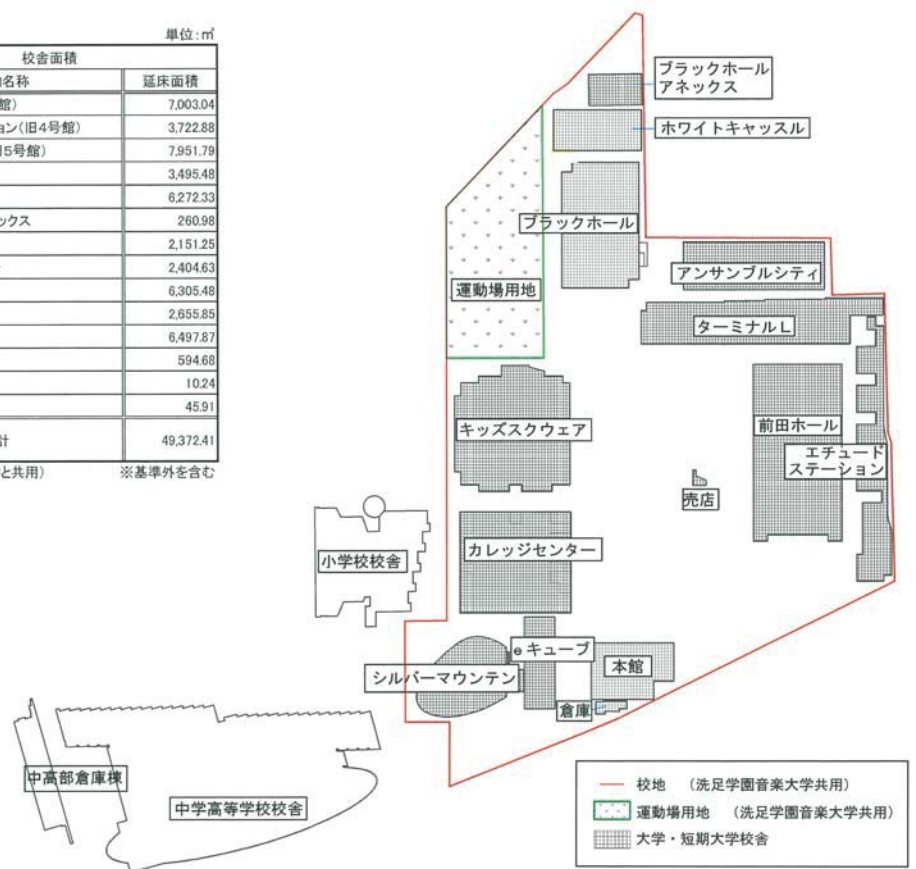 単位:㎡
校舎面積
名称
延床面積
館)
7,003.04
ョン(旧4号館)
3,722.88
旧5号館)
7,951.79
3,495.48
6,272.33
ックス
260.98
2,151.25
2,404.63
6,305.48
2,655.85
6,497.87
594.68
10.24
45.91
計
49,372.41
と共用)
※基準外を含む
ブラックホール
アネックス
ホワイトキャッスル
ブラックホール
アンサンブルシティ
運動場用地
ターミナルL
キッズスクウェア
前田ホール
エチュード
ステーション
売店
カレッジセンター
小学校校舎
eキューブ
本館
シルバーマウンテン
倉庫
中高部倉庫棟
中学高等学校校舎
校地 (洗足学園音楽大学共用)
運動場用地 (洗足学園音楽大学共用)
大学・短期大学校舎